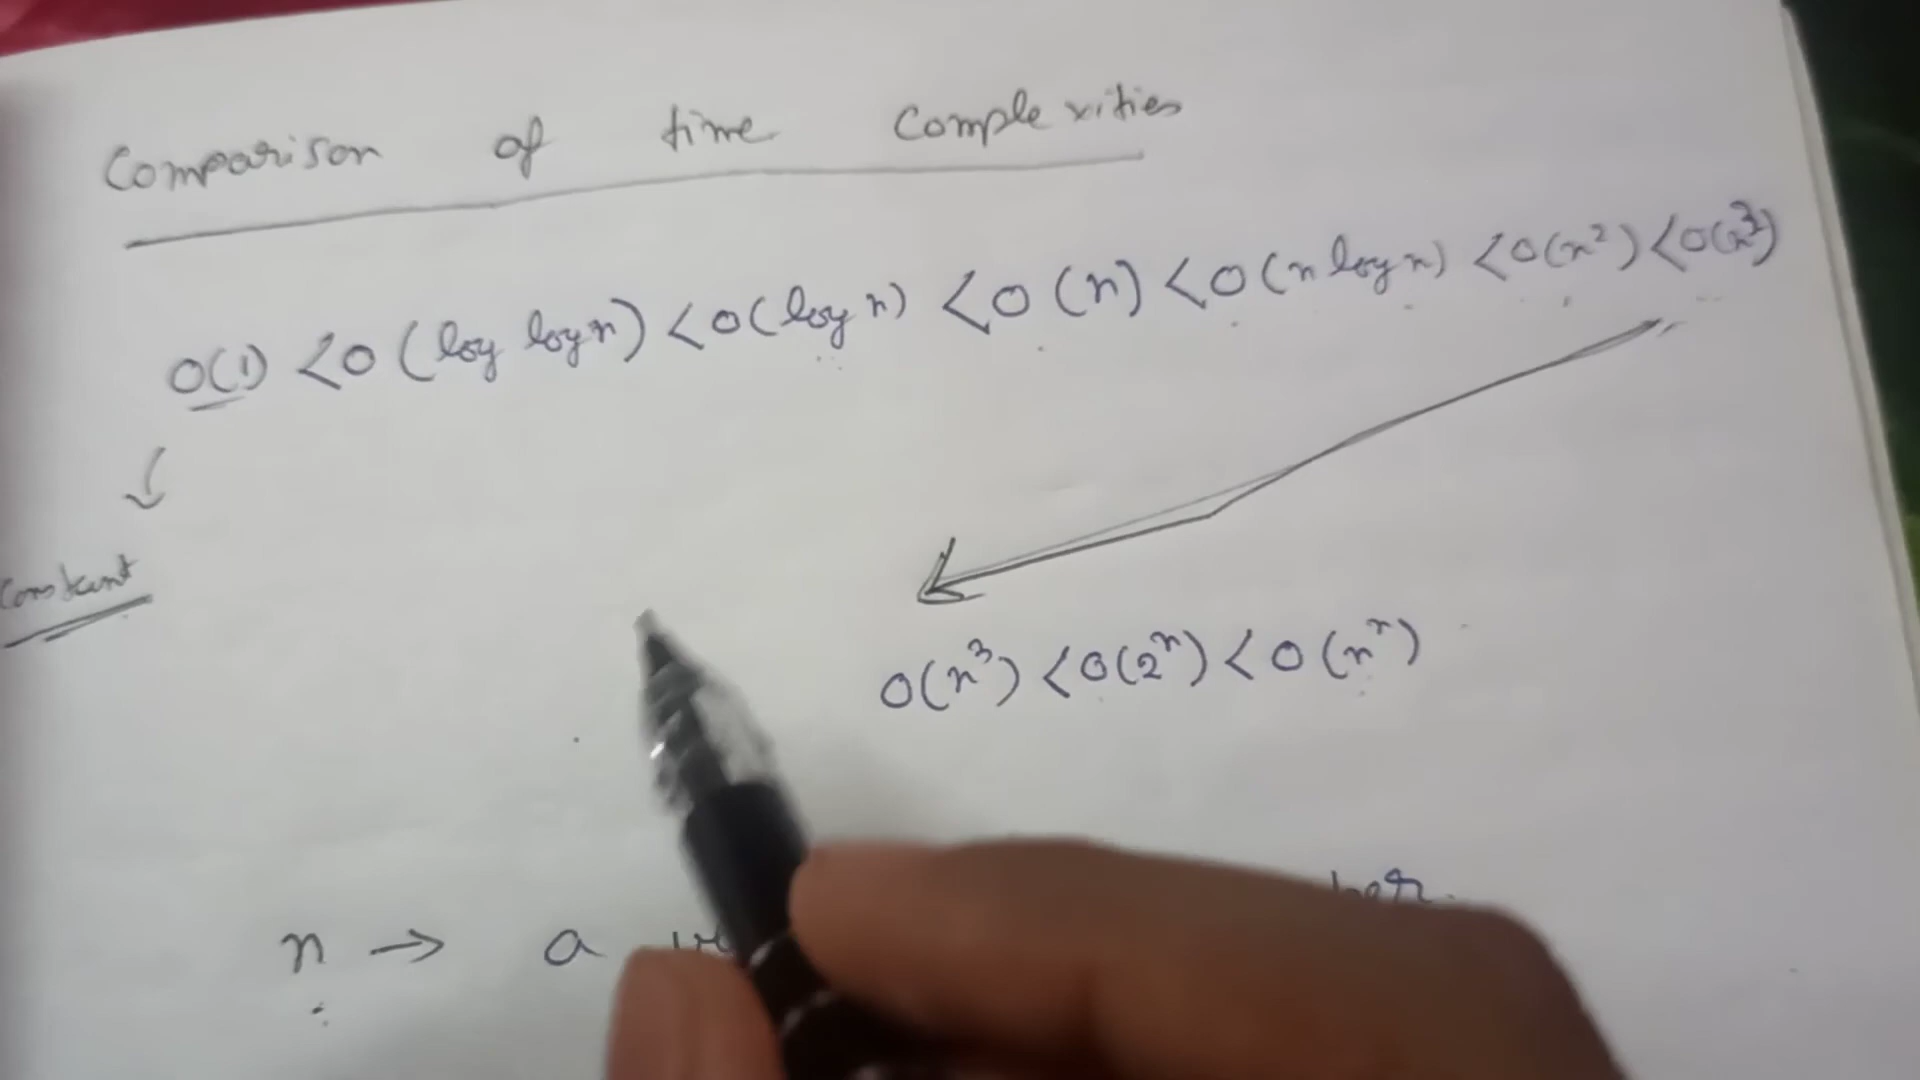 Comparison of time Complexities
O(1) < O(log log n) < O(log n) < O(n) < O(n log n) < O(n²) < O(n³)
Constant
O(n³) < O(2ⁿ) < O(nⁿ)
n → a